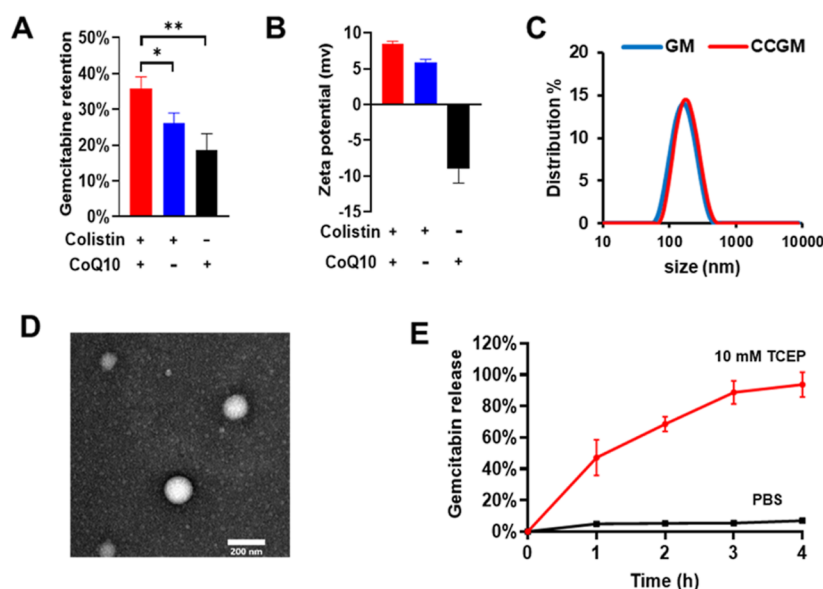 A
Gemcitabine retention
50%
40%
30%
20%
10%
0%
**
*
Colistin + + -
CoQ10 + - +
B
Zeta potential (mv)
10
5
0
-5
-10
-15
Colistin + + -
CoQ10 + - +
C
GM CCGM
Distribution %
20
15
10
5
0
10 100 1000 10000
size (nm)
D
200 nm
E
Gemcitabin release
120%
100%
80%
60%
40%
20%
0%
10 mM TCEP
PBS
0 1 2 3 4
Time (h)